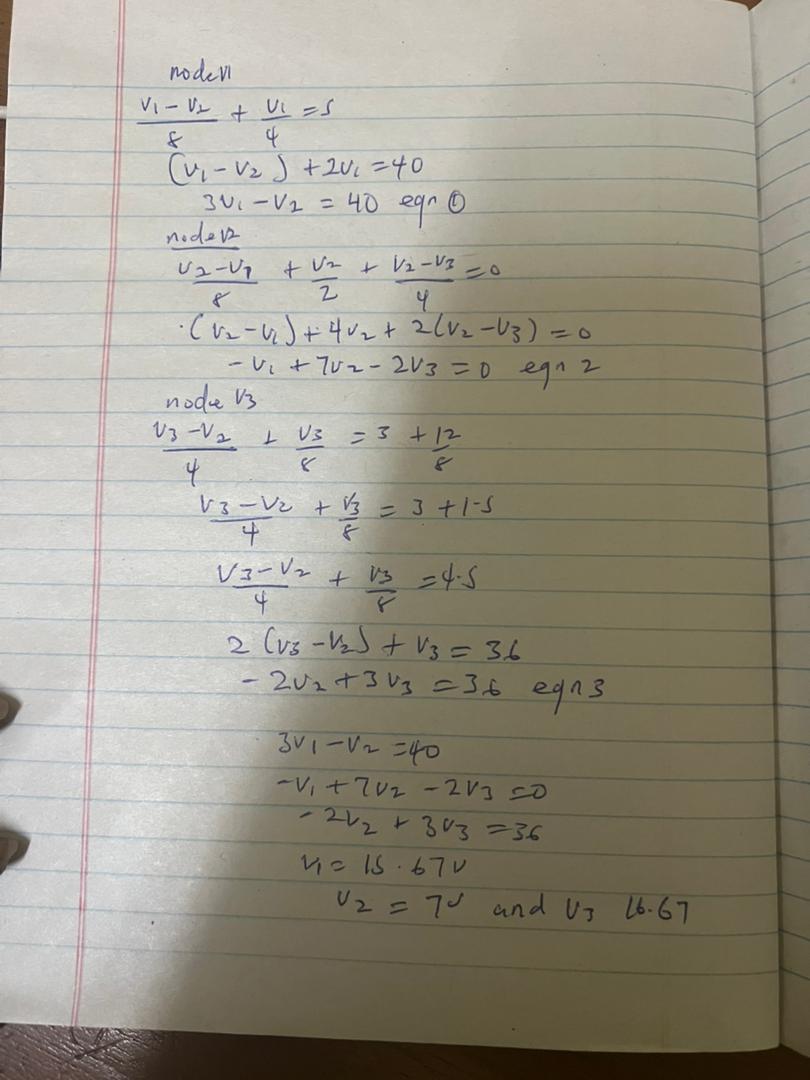 node v1
v1 - v2/8 + v1/4 = 5
(v1 - v2) + 2v1 = 40
3v1 - v2 = 40 eqn ①
node v2
v2 - v1/8 + v2/2 + v2 - v3/4 = 0
(v2 - v1) + 4v2 + 2(v2 - v3) = 0
- v1 + 7v2 - 2v3 = 0 eqn 2
node v3
v3 - v2/4 + v3/8 = 3 + 12/8
v3 - v2/4 + v3/8 = 3 + 1.5
v3 - v2/4 + v3/8 = 4.5
2 (v3 - v2) + v3 = 36
- 2v2 + 3v3 = 36 eqn 3
3v1 - v2 = 40
-v1 + 7v2 - 2v3 = 0
- 2v2 + 3v3 = 36
v1 = 15.67v
v2 = 7v and v3 16.67